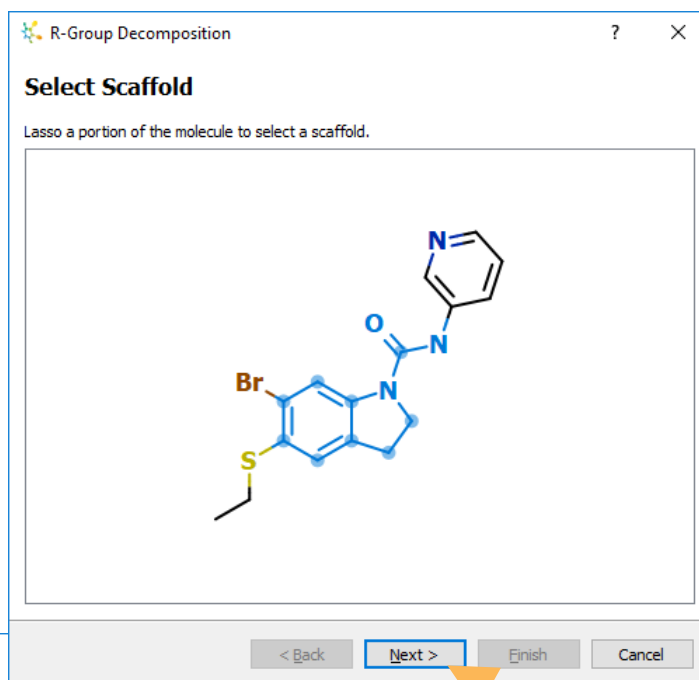 R-Group Decomposition ?
Select Scaffold
Lasso a portion of the molecule to select a scaffold.
N
O
N
Br
N
S
< Back Next > Finish Cancel